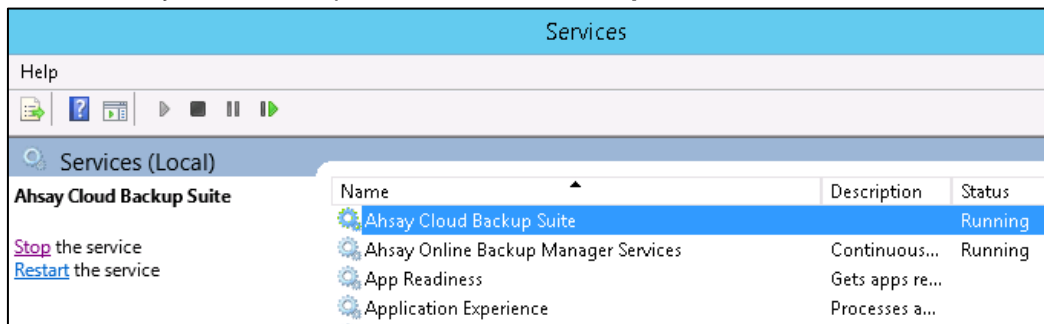 Services
Help
Services (Local)
Ahsay Cloud Backup Suite
Stop the service
Restart the service
Name Description Status
Ahsay Cloud Backup Suite Running
Ahsay Online Backup Manager Services Continuous... Running
App Readiness Gets apps re...
Application Experience Processes a...